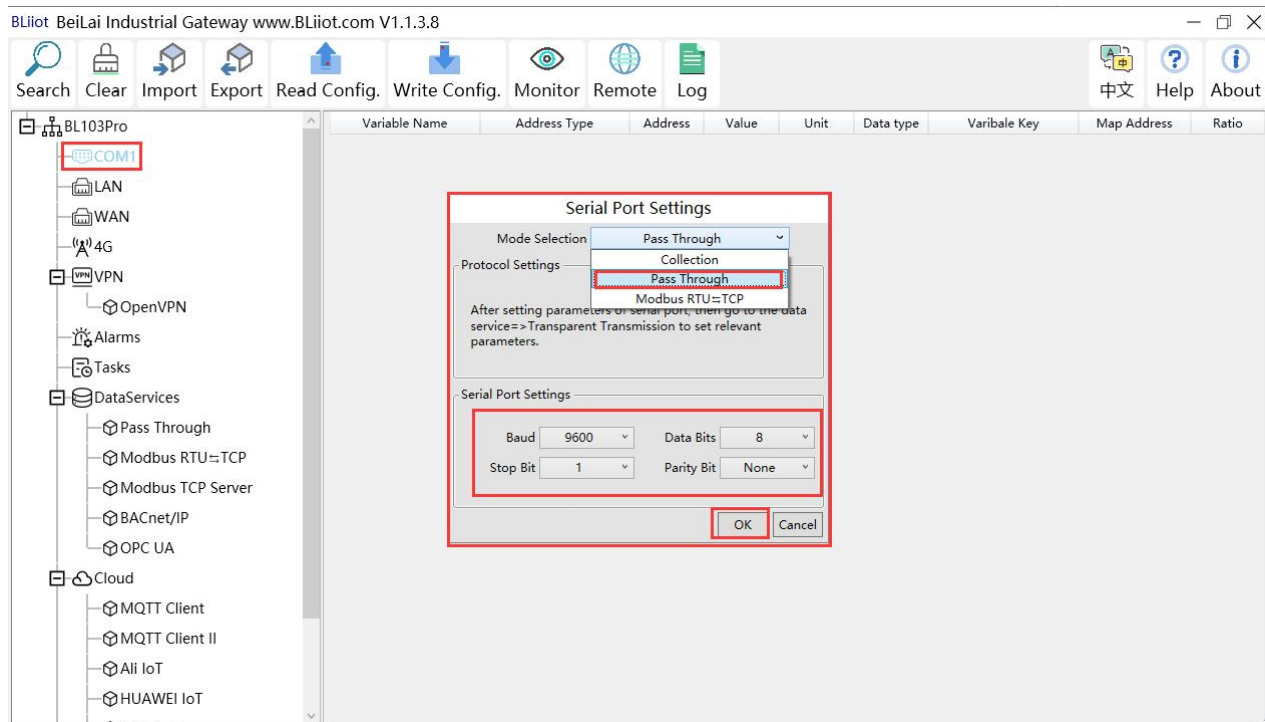 BLiiot BeiLai Industrial Gateway www.BLiiot.com V1.1.3.8
Search Clear Import Export Read Config. Write Config. Monitor Remote Log 中文 Help About
BL103Pro
Variable Name Address Type Address Value Unit Data type Varibale Key Map Address Ratio
COM1
LAN
WAN
4G
VPN VPN
OpenVPN
Alarms
Tasks
DataServices
Pass Through
Modbus RTU⇆TCP
Modbus TCP Server
BACnet/IP
OPC UA
Cloud
MQTT Client
MQTT Client II
Ali IoT
HUAWEI IoT
Serial Port Settings
Mode Selection Pass Through
Collection
Pass Through
Modbus RTU⇆TCP
Protocol Settings
After setting parameters of serial port, then go to the data
service=>Transparent Transmission to set relevant
parameters.
Serial Port Settings
Baud 9600 Data Bits 8
Stop Bit 1 Parity Bit None
OK Cancel